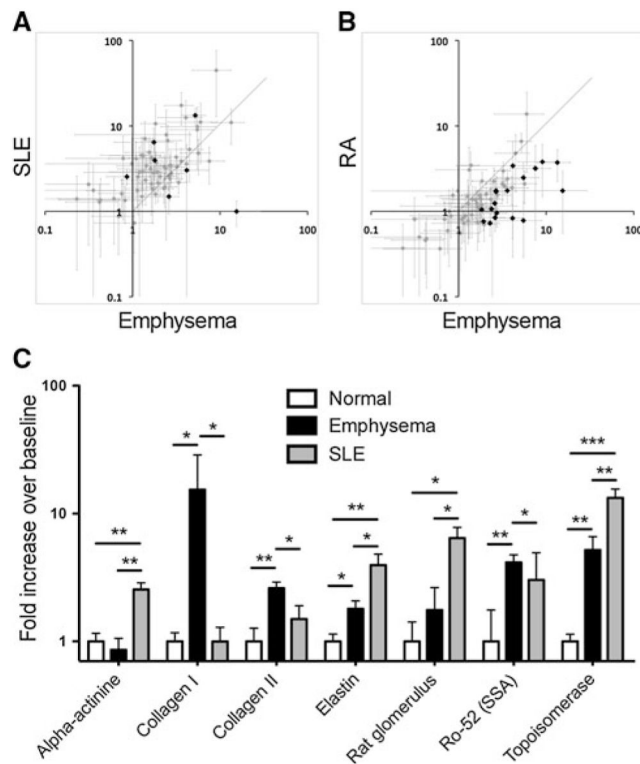 A
B
100
100
10
10
SLE
RA
1
1
0.1
1
10
100
0.1
1
10
100
0.1
0.1
Emphysema
Emphysema
C
Fold increase over baseline
100
10
1
Normal
Emphysema
SLE
** **
* *
** *
* * **
* *
** *
** ** ***
Alpha-actinine
Collagen I
Collagen II
Elastin
Rat glomerulus
Ro-52 (SSA)
Topoisomerase